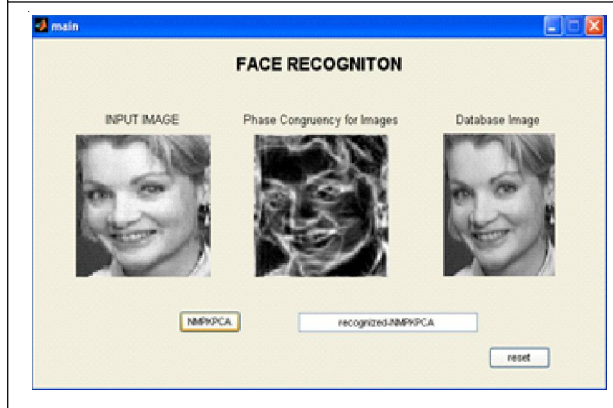 main
FACE RECOGNITON
INPUT IMAGE
Phase Congruency for Images
Database Image
NMPKPCA
recognized-NMPKPCA
reset